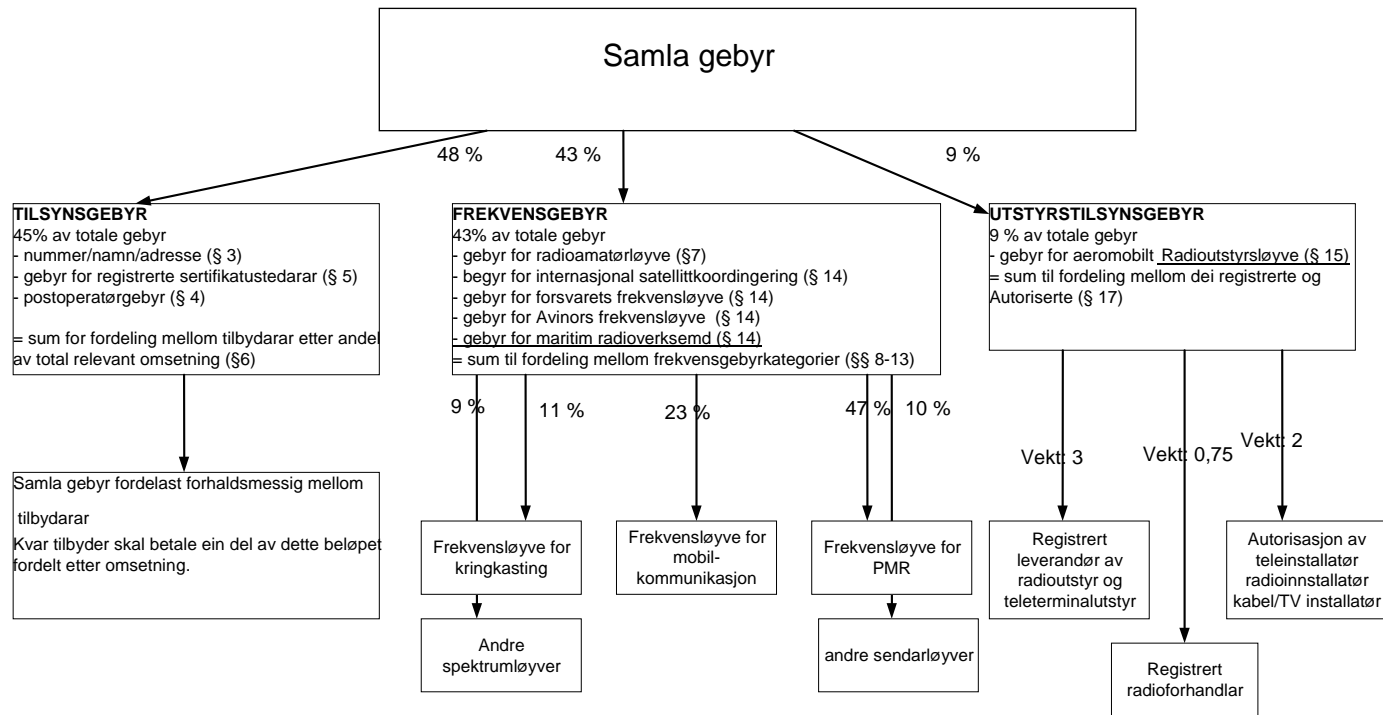 Samla gebyr
48 %
43 %
9 %
TILSYNSGEBYR
45% av totale gebyr
- nummer/namn/adresse (§ 3)
- gebyr for registrerte sertifikatustedarar (§ 5)
- postoperatørgebyr (§ 4)
= sum for fordeling mellom tilbydarar etter andel
av total relevant omsetning (§6)
FREKVENSGEBYR
43% av totale gebyr
- gebyr for radioamatørløyve (§7)
- begyr for internasjonal satellittkoordingering (§ 14)
- gebyr for forsvarets frekvensløyve (§ 14)
- gebyr for Avinors frekvensløyve (§ 14)
- gebyr for maritim radioverksemd (§ 14)
= sum til fordeling mellom frekvensgebyrkategorier (§§ 8-13)
UTSTYRSTILSYNSGEBYR
9 % av totale gebyr
- gebyr for aeromobilt Radioutstyrsløyve (§ 15)
= sum til fordeling mellom dei registrerte og
Autoriserte (§ 17)
9 %
11 %
23 %
47 %
10 %
Vekt: 3
Vekt: 0,75
Vekt: 2
Samla gebyr fordelast forhaldsmessig mellom
tilbydarar
Kvar tilbyder skal betale ein del av dette beløpet
fordelt etter omsetning.
Frekvensløyve for
kringkasting
Frekvensløyve for
mobil-
kommunikasjon
Frekvensløyve for
PMR
Registrert
leverandør av
radioutstyr og
teleterminalutstyr
Autorisasjon av
teleinstallatør
radioinnstallatør
kabel/TV installatør
Andre
spektrumløyver
andre sendarløyver
Registrert
radioforhandlar